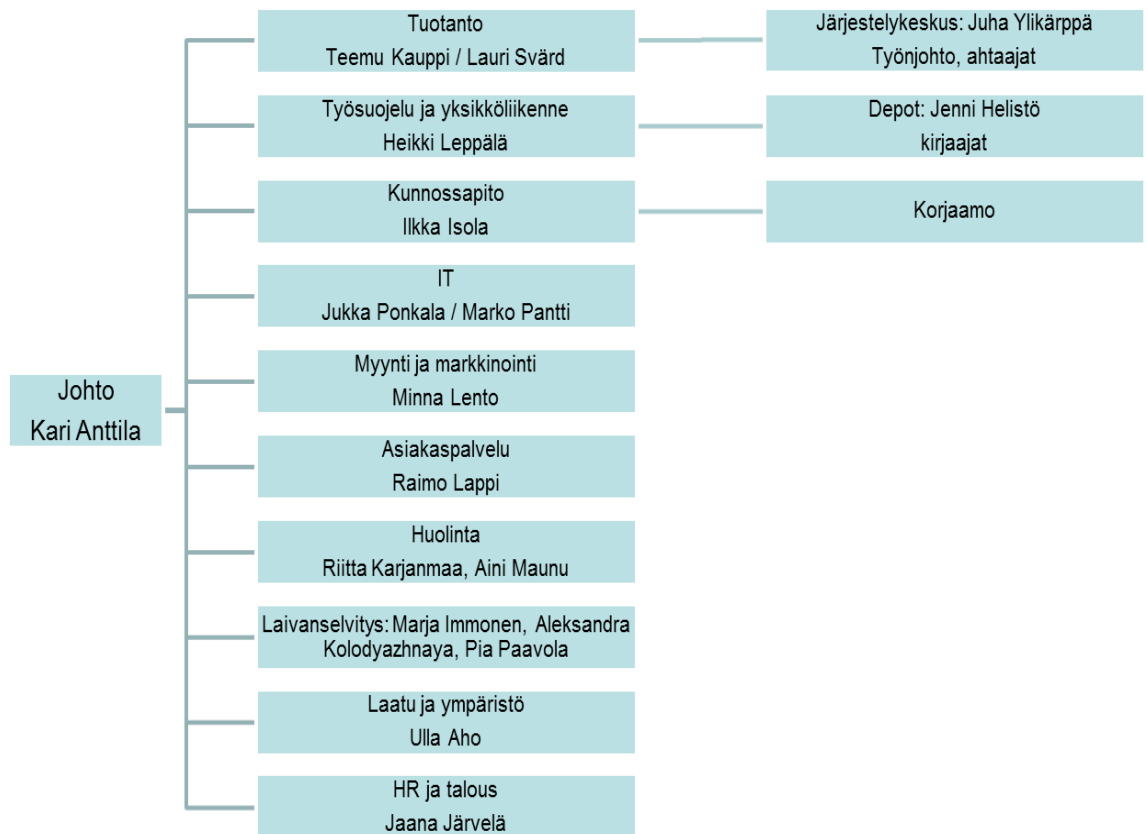 Tuotanto
Teemu Kauppi / Lauri Svärd
Järjestelykeskus: Juha Ylikärppä
Työnjohto, ahtaajat
Työsuojelu ja yksikköliikenne
Heikki Leppälä
Depot: Jenni Helistö
kirjaajat
Kunnossapito
Ilkka Isola
Korjaamo
IT
Jukka Ponkala / Marko Pantti
Myynti ja markkinointi
Minna Lento
Johto
Kari Anttila
Asiakaspalvelu
Raimo Lappi
Huolinta
Riitta Karjanmaa, Aini Maunu
Laivanselvitys: Marja Immonen, Aleksandra
Kolodyazhnaya, Pia Paavola
Laatu ja ympäristö
Ulla Aho
HR ja talous
Jaana Järvelä